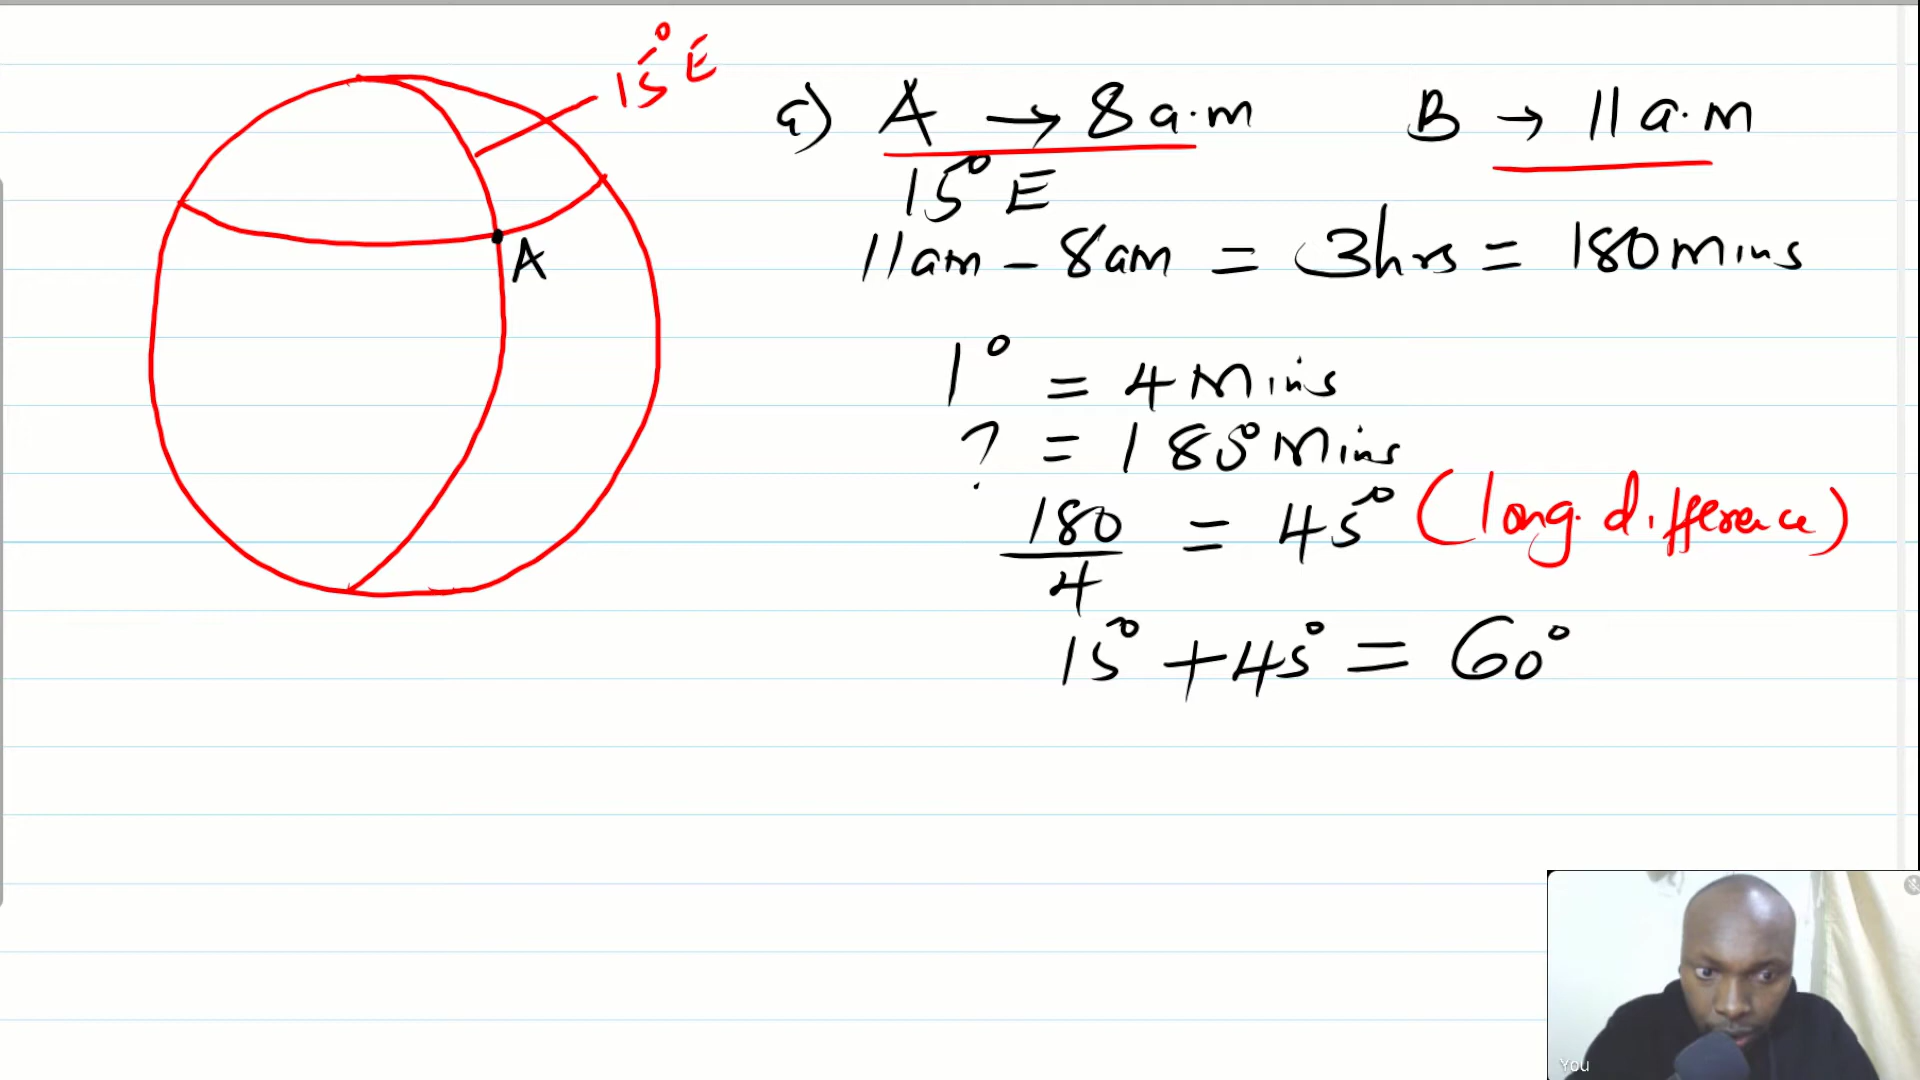 15°E
a) A → 8 a.m B → 11 a.m
15°E
A
11am - 8am = 3hrs = 180mins
1° = 4 Mins
? = 180 Mins
180/4 = 45° (long. difference)
15° + 45° = 60°
You